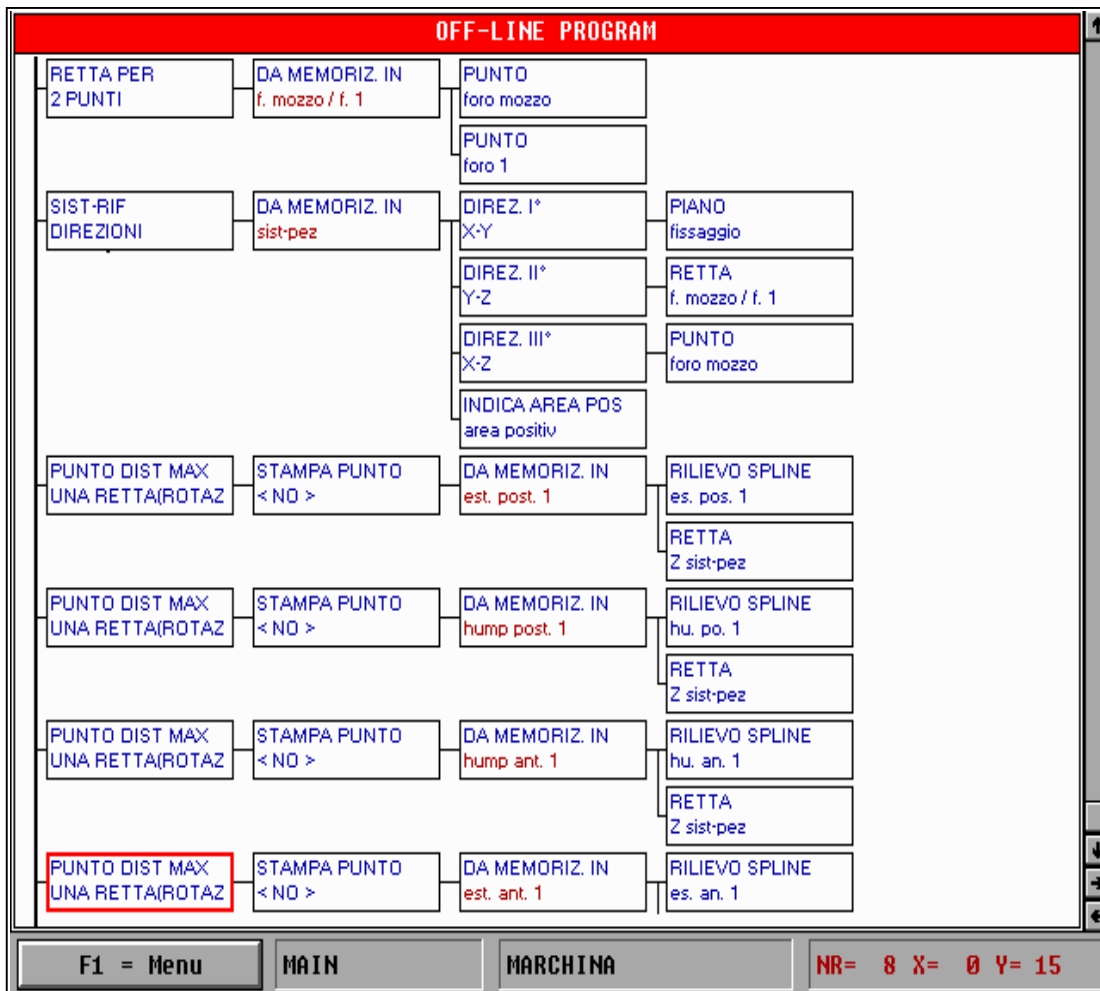 OFF-LINE PROGRAM
RETTA PER
2 PUNTI
DA MEMORIZ. IN
f. mozzo / f. 1
PUNTO
foro mozzo
PUNTO
foro 1
SIST-RIF
DIREZIONI
DA MEMORIZ. IN
sist-pez
DIREZ. I°
X-Y
PIANO
fissaggio
DIREZ. II°
Y-Z
RETTA
f. mozzo / f. 1
DIREZ. III°
X-Z
PUNTO
foro mozzo
INDICA AREA POS
area positiv
PUNTO DIST MAX
UNA RETTA(ROTAZ
STAMPA PUNTO
< NO >
DA MEMORIZ. IN
est. post. 1
RILIEVO SPLINE
es. pos. 1
RETTA
Z sist-pez
PUNTO DIST MAX
UNA RETTA(ROTAZ
STAMPA PUNTO
< NO >
DA MEMORIZ. IN
hump post. 1
RILIEVO SPLINE
hu. po. 1
RETTA
Z sist-pez
PUNTO DIST MAX
UNA RETTA(ROTAZ
STAMPA PUNTO
< NO >
DA MEMORIZ. IN
hump ant. 1
RILIEVO SPLINE
hu. an. 1
RETTA
Z sist-pez
PUNTO DIST MAX
UNA RETTA(ROTAZ
STAMPA PUNTO
< NO >
DA MEMORIZ. IN
est. ant. 1
RILIEVO SPLINE
es. an. 1
F1 = Menu
MAIN
MARCHINA
NR= 8 X= 0 Y= 15